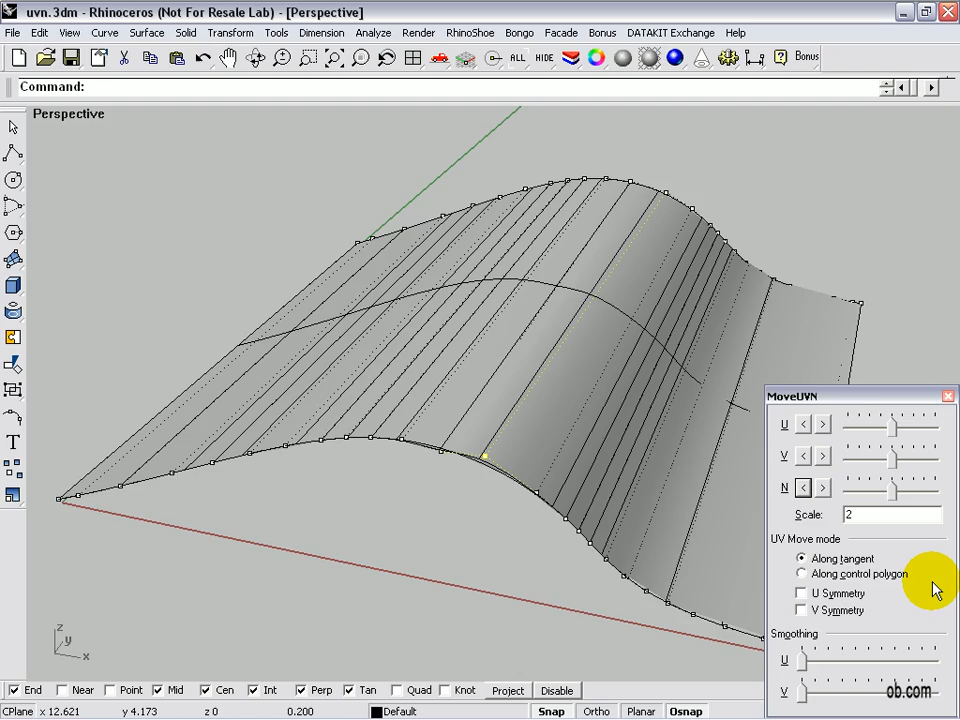 uvn.3dm - Rhinoceros (Not For Resale Lab) - [Perspective]
File Edit View Curve Surface Solid Transform Tools Dimension Analyze Render RhinoShoe Bongo Facade Bonus DATAKIT Exchange Help
ALL HIDE Bonus
Command:
Perspective
MoveUVN
U < >
V < >
N < >
Scale: 2
UV Move mode
Along tangent
Along control polygon
U Symmetry
V Symmetry
Smoothing
U
V
ob.com
T
z
y
x
End Near Point Mid Cen Int Perp Tan Quad Knot Project Disable
CPlane x 12.621 y 4.173 z 0 0.200 Default Snap Ortho Planar Osnap